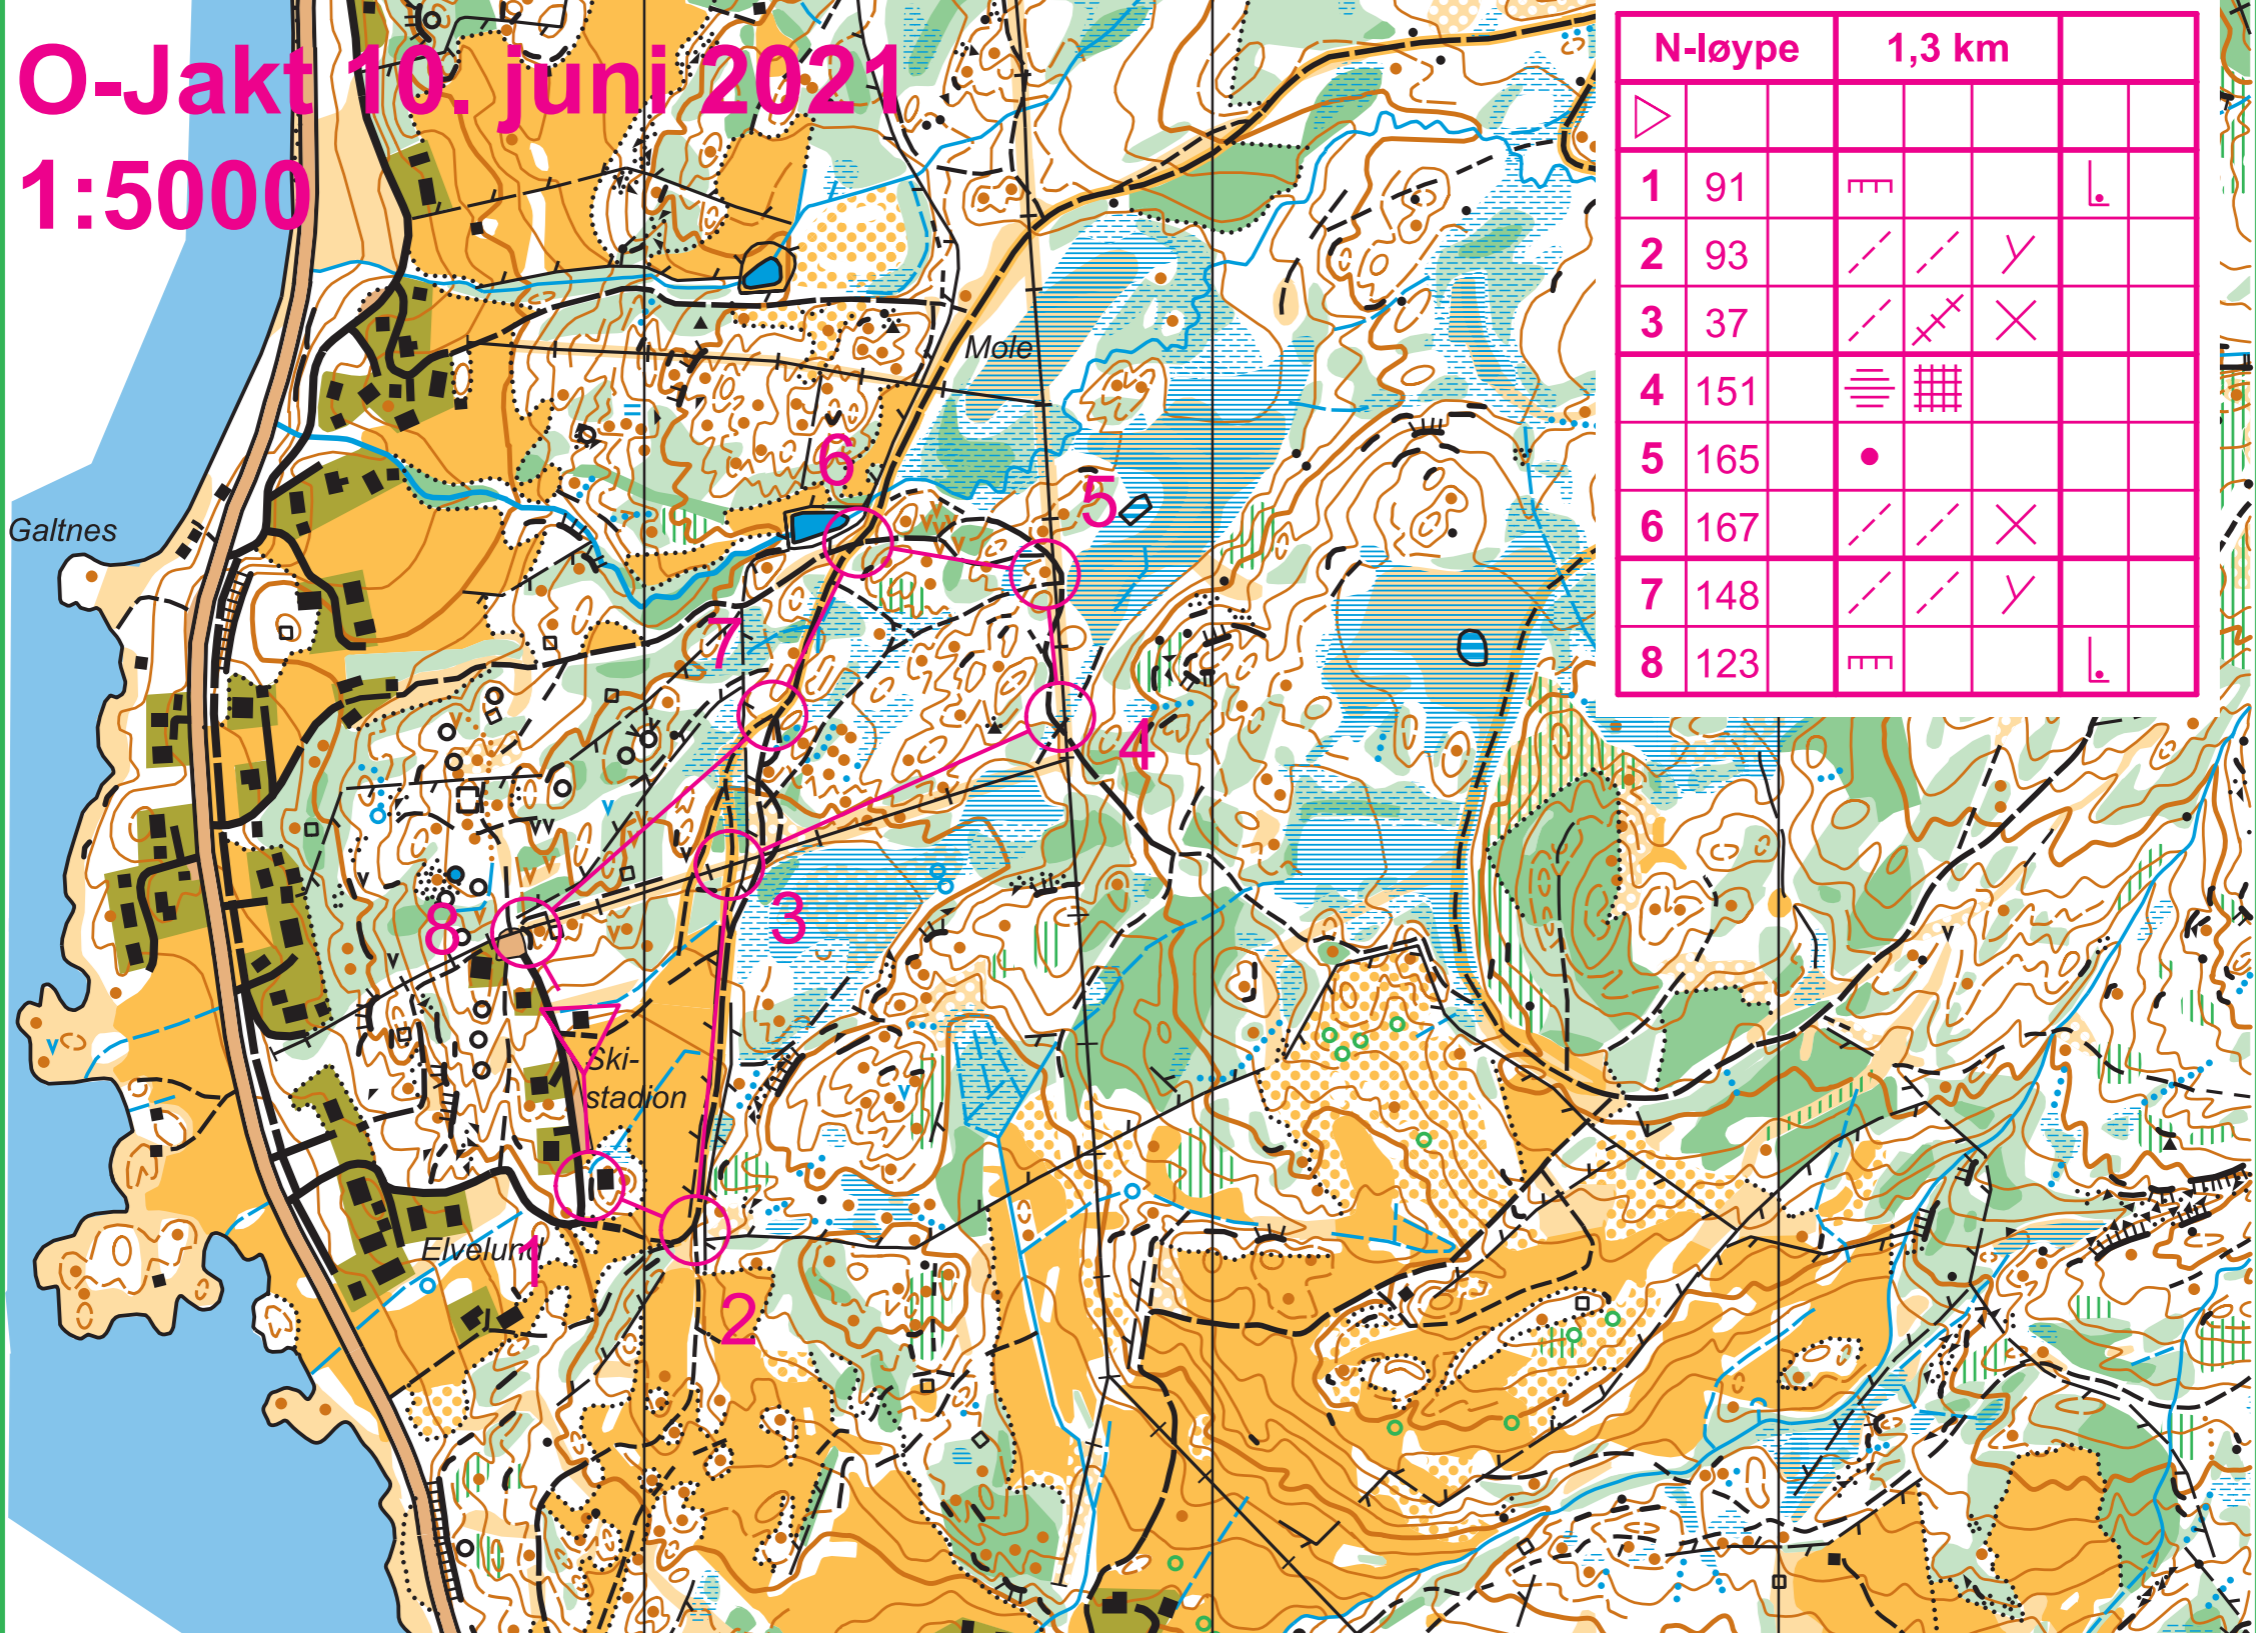 O-Jakt 10. juni 2021
1:5000
N-løype 1,3 km
1 91
2 93
3 37
4 151
5 165
6 167
7 148
8 123
Mole
6
5
Galtnes
7
4
8
3
Ski-
stadion
Elvelund
1
2